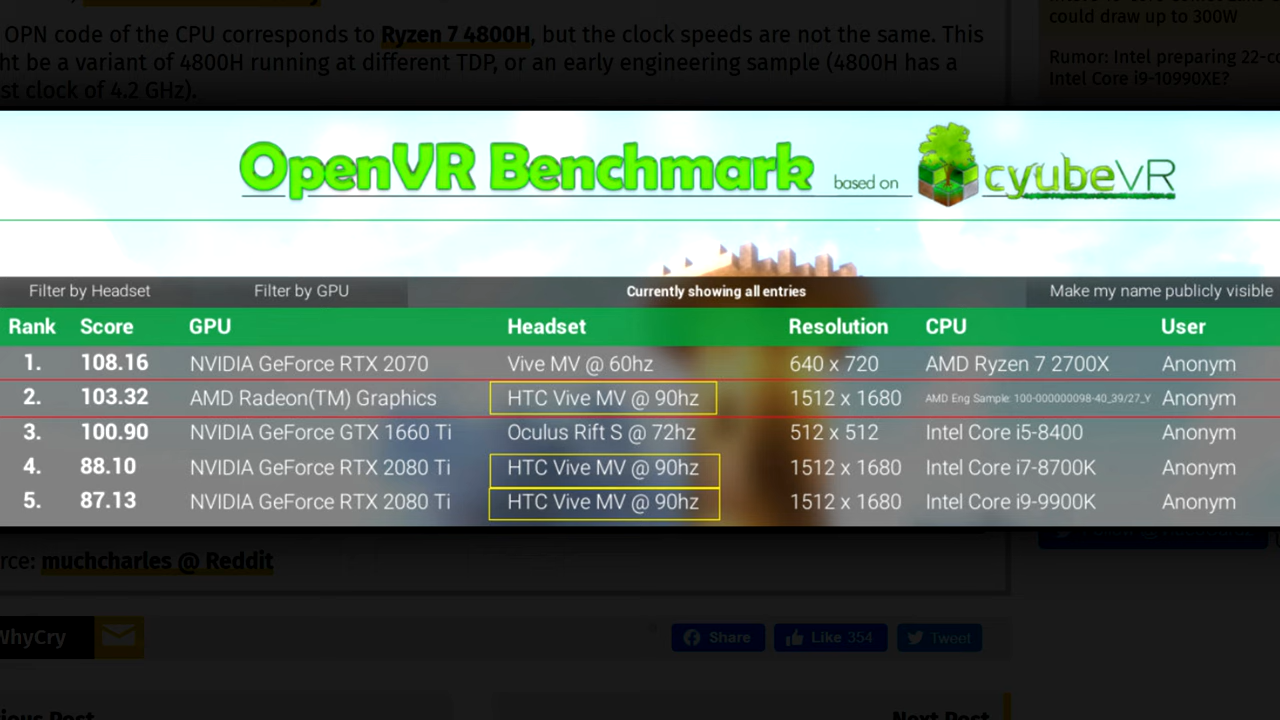 OPN code of the CPU corresponds to Ryzen 7 4800H, but the clock speeds are not the same. This
ht be a variant of 4800H running at different TDP, or an early engineering sample (4800H has a
st clock of 4.2 GHz).
could draw up to 300W
Rumor: Intel preparing 22-co
Intel Core i9-10990XE?
OpenVR Benchmark based on cyubeVR
Filter by Headset Filter by GPU Currently showing all entries Make my name publicly visible
Rank Score GPU Headset Resolution CPU User
1. 108.16 NVIDIA GeForce RTX 2070 Vive MV @ 60hz 640 x 720 AMD Ryzen 7 2700X Anonym
2. 103.32 AMD Radeon(TM) Graphics HTC Vive MV @ 90hz 1512 x 1680 AMD Eng Sample: 100-000000098-40_39/27_Y Anonym
3. 100.90 NVIDIA GeForce GTX 1660 Ti Oculus Rift S @ 72hz 512 x 512 Intel Core i5-8400 Anonym
4. 88.10 NVIDIA GeForce RTX 2080 Ti HTC Vive MV @ 90hz 1512 x 1680 Intel Core i7-8700K Anonym
5. 87.13 NVIDIA GeForce RTX 2080 Ti HTC Vive MV @ 90hz 1512 x 1680 Intel Core i9-9900K Anonym
rce: muchcharles @ Reddit
WhyCry
Share Like 354 Tweet
ious Post Next Post